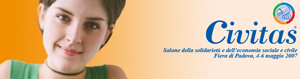 Civitas
Salone della solidarietà e dell'economia sociale e civile
Fiera di Padova, 4-6 maggio 2007